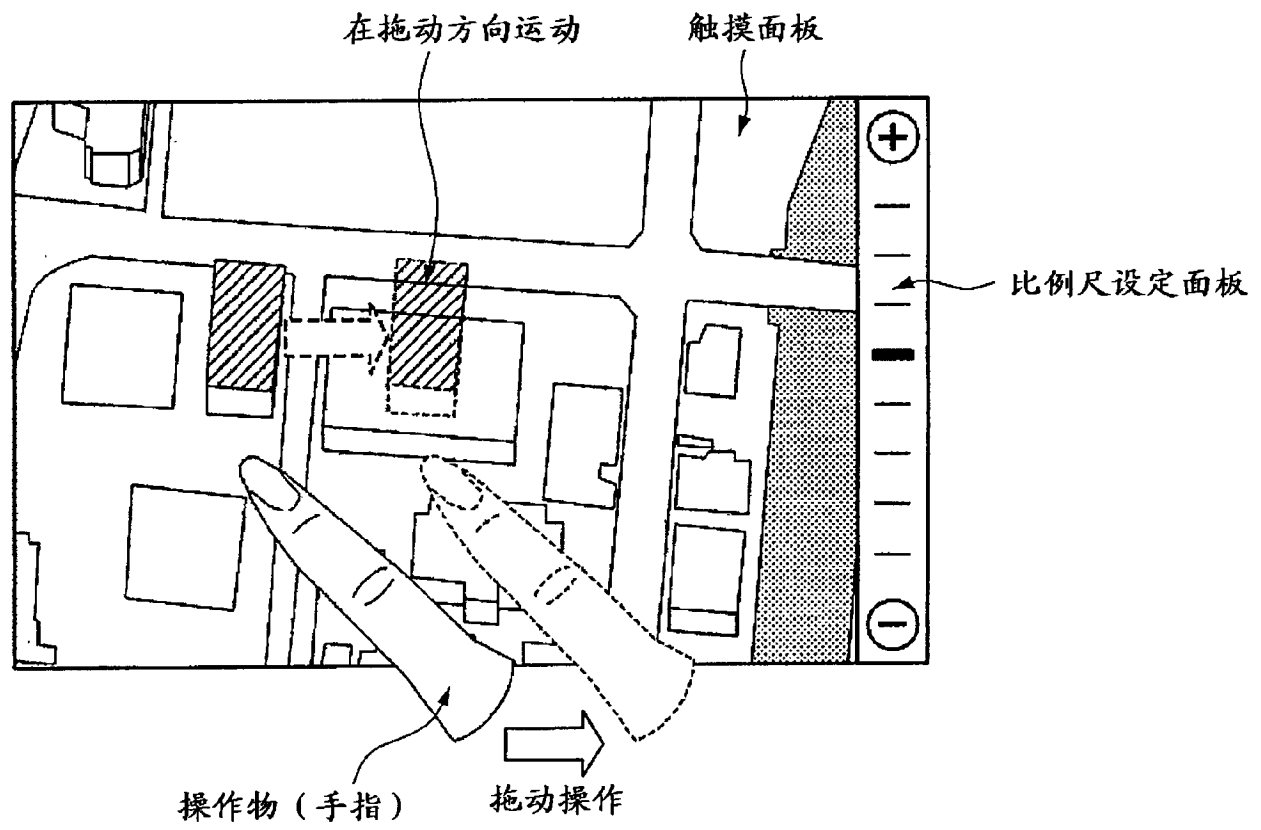 在拖动方向运动
触摸面板
+
比例尺设定面板
−
操作物（手指）
拖动操作